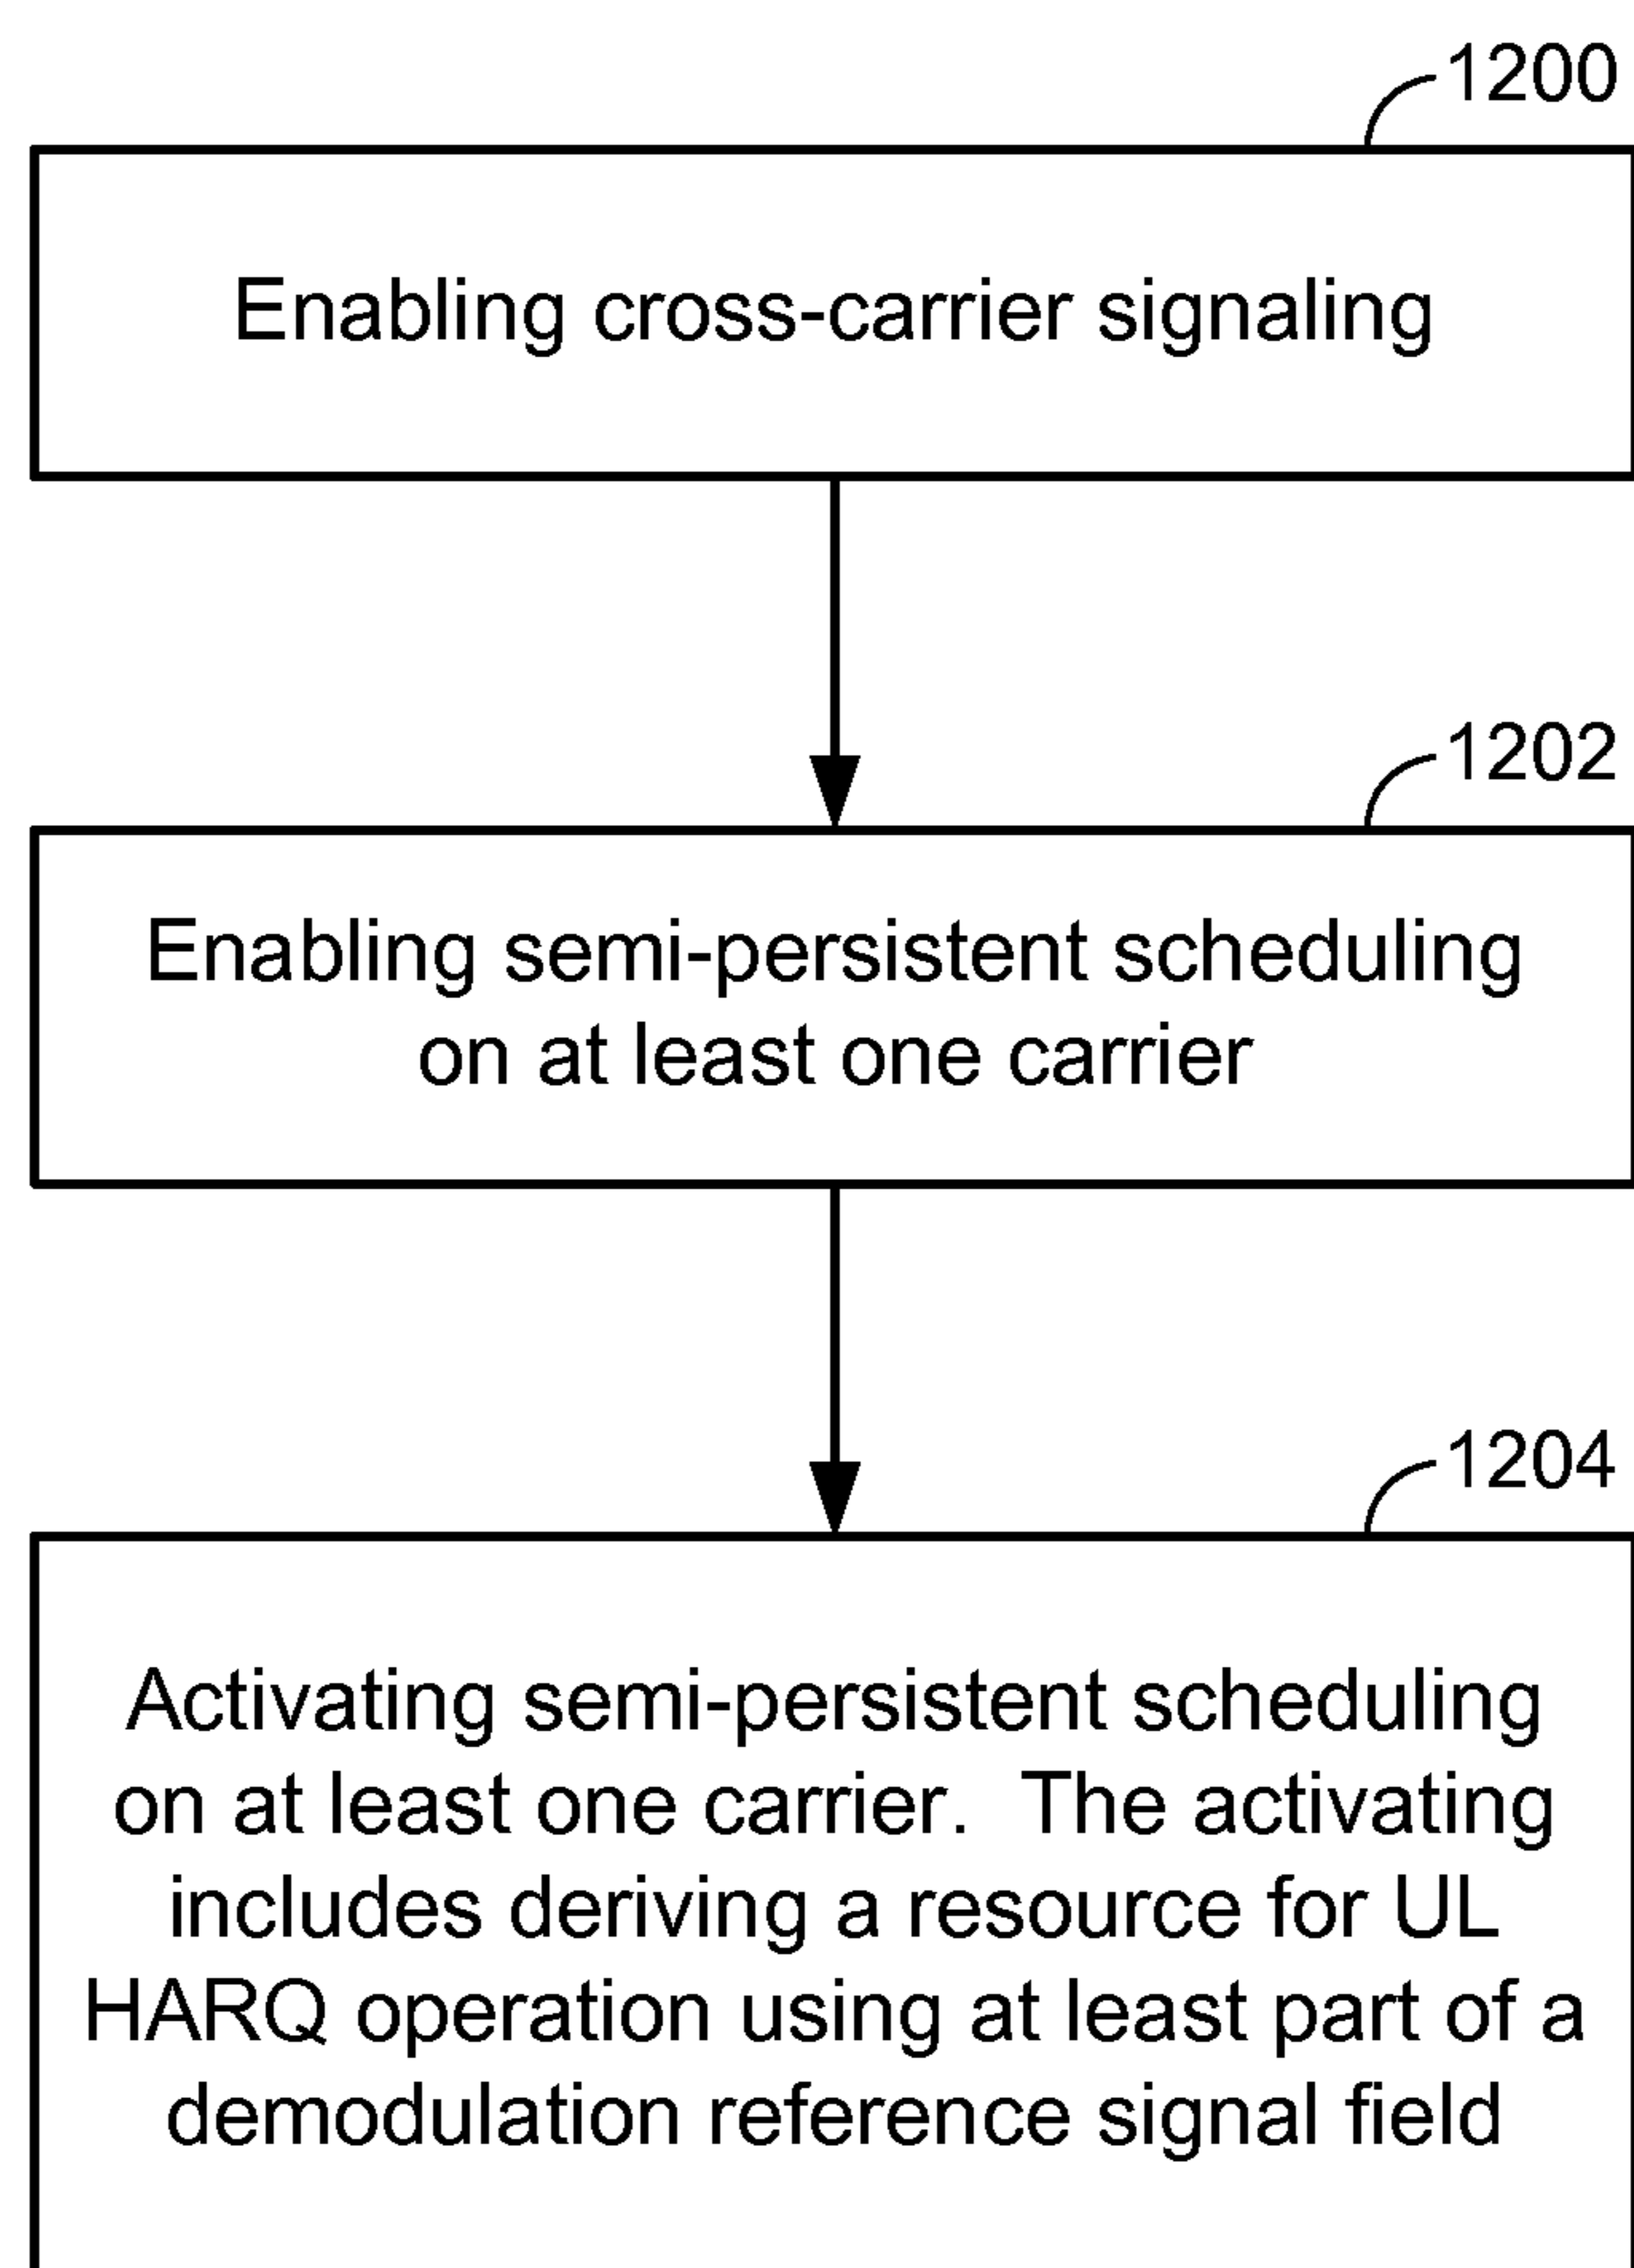 1200
Enabling cross-carrier signaling
1202
Enabling semi-persistent scheduling
on at least one carrier
1204
Activating semi-persistent scheduling
on at least one carrier.  The activating
includes deriving a resource for UL
HARQ operation using at least part of a
demodulation reference signal field